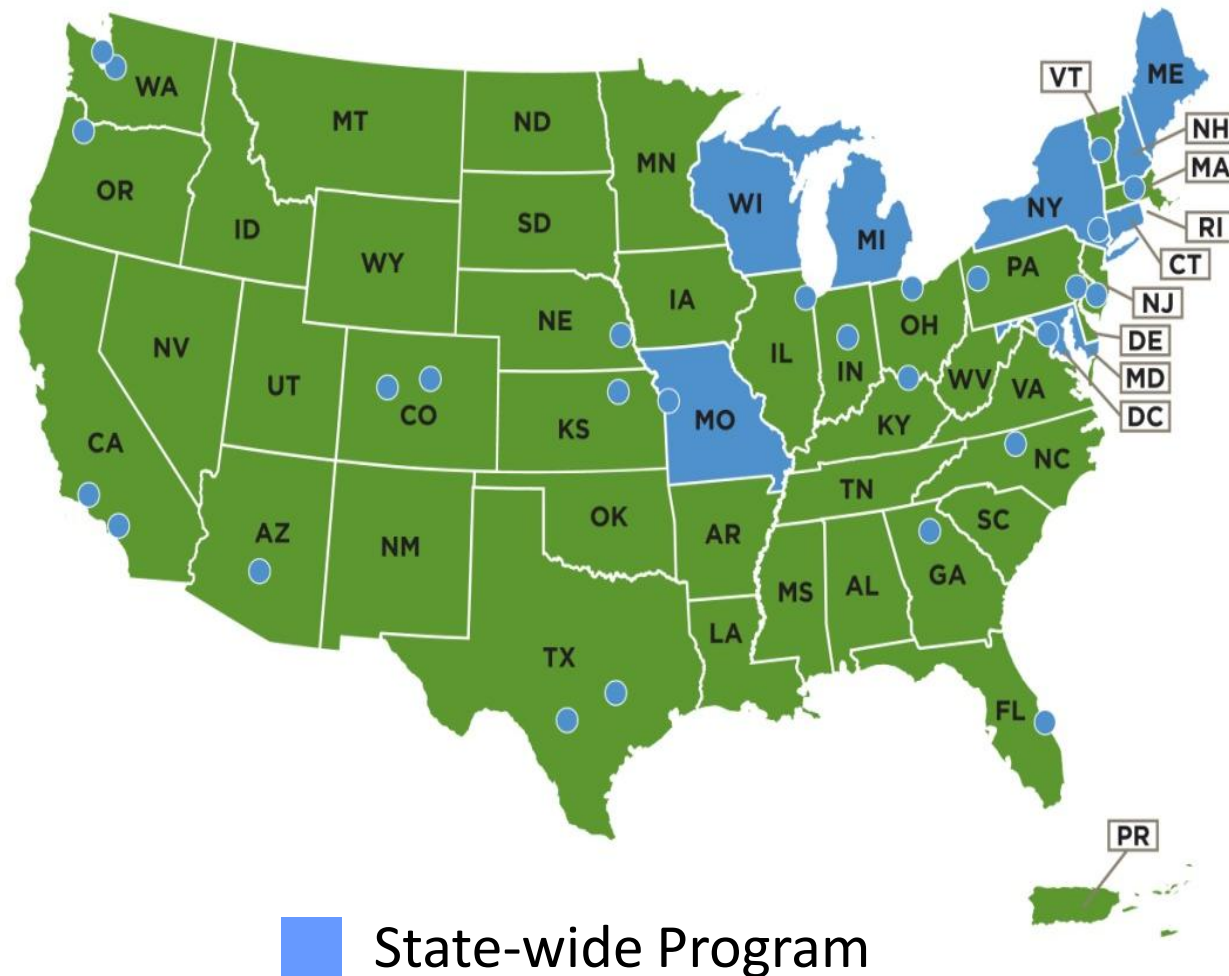 WA
MT
ND
MN
OR
ID
SD
WI
WY
MI
NY
VT
ME
NH
MA
RI
CT
NJ
DE
MD
DC
PA
IA
NE
NV
UT
CO
IL
IN
OH
WV
VA
CA
KS
MO
KY
NC
TN
AZ
NM
OK
AR
SC
MS
AL
GA
LA
TX
FL
PR
State-wide Program